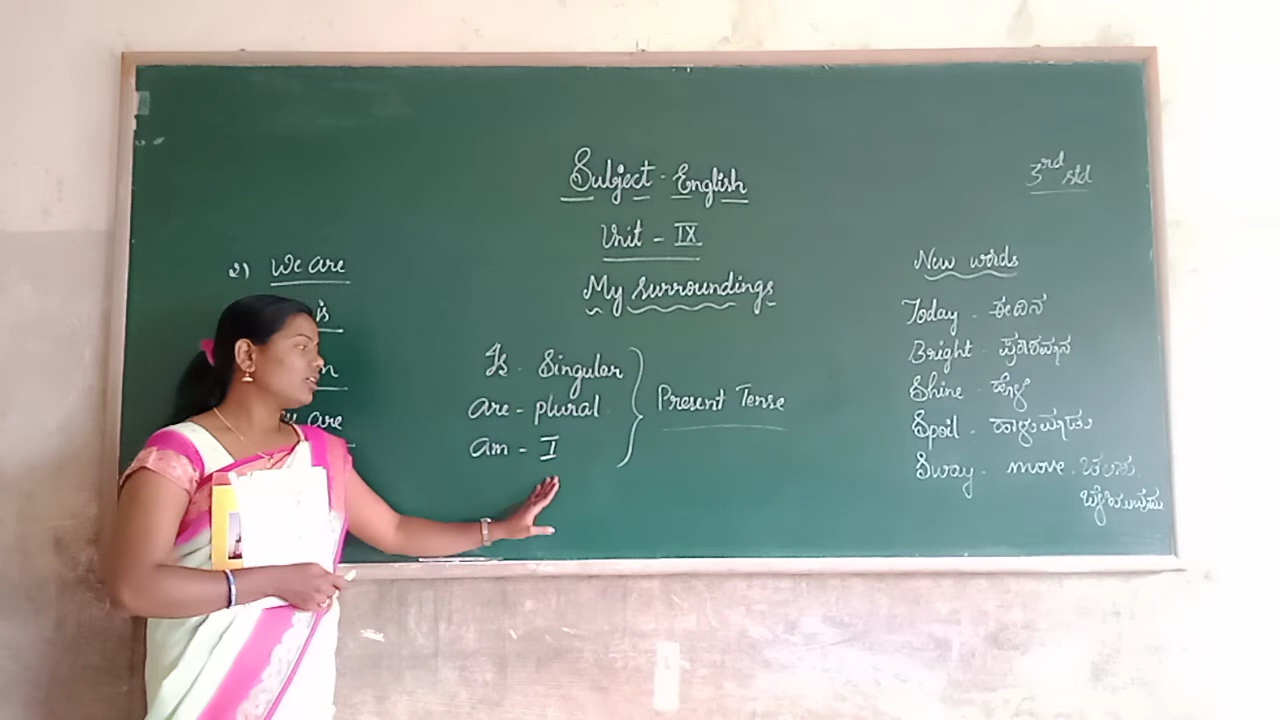 Subject - English
3rd std
Unit - IX
My surroundings
2) We are
is
are
Is - Singular
are - plural
am - I
Present Tense
New words
Today - ಈದಿನ
Bright - ಪ್ರಕಾಶಮಾನ
Shine - ಹೊಳೆ
Spoil - ಹಾಳುಮಾಡು
Sway - move.